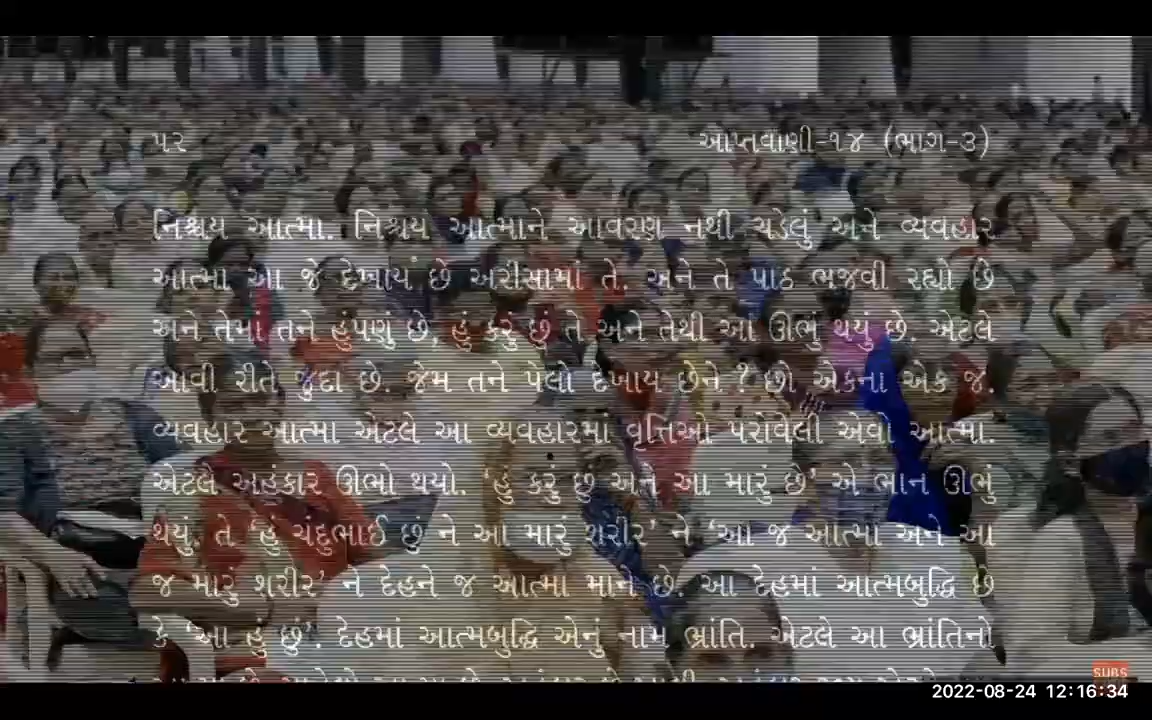 ૫૨ આપ્તવાણી-૧૪ (ભાગ-૩)
નિશ્ચય આત્મા. નિશ્ચય આત્માને આવરણ નથી ચડેલું અને વ્યવહાર
આત્મા આ જે દેખાય છે અરીસામાં તે. અને તે પાઠ ભજવી રહ્યો છે
અને તેમાં તને હુંપણું છે, હું કરું છું તે અને તેથી આ ઊભું થયું છે. એટલે
આવી રીતે જુદા છે. જેમ તને પેલો દેખાય છેને ? છો એકના એક જ.
વ્યવહાર આત્મા એટલે આ વ્યવહારમાં વૃત્તિઓ પરોવેલી એવો આત્મા.
એટલે અહંકાર ઊભો થયો. 'હું કરું છું અને આ મારું છે' એ ભાન ઊભું
થયું. તે 'હું ચંદુભાઈ છું ને આ મારું શરીર' ને 'આ જ આત્મા અને આ
જ મારું શરીર' ને દેહને જ આત્મા માને છે. આ દેહમાં આત્મબુદ્ધિ છે
કે 'આ હું છું'. દેહમાં આત્મબુદ્ધિ એનું નામ ભ્રાંતિ. એટલે આ ભ્રાંતિનો
SUBS
2022-08-24 12:16:34